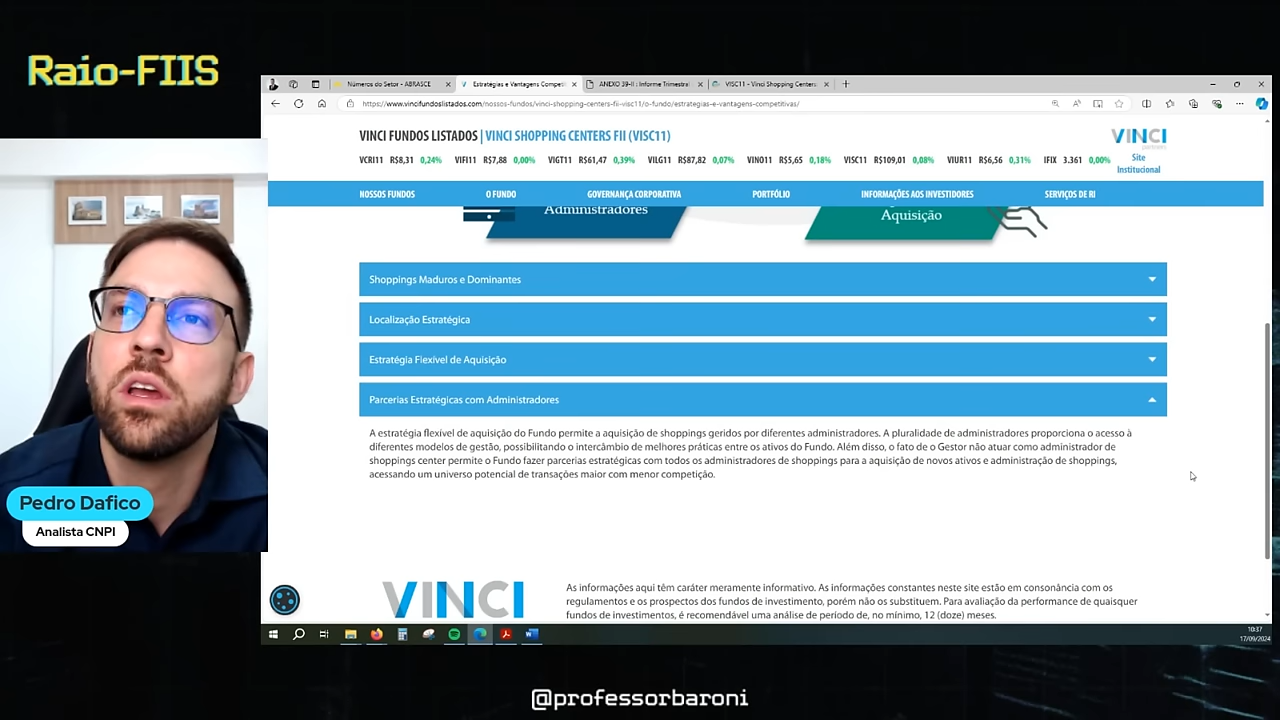 Raio-FIIS
Números do Setor - ABRASCE
Estratégias e Vantagens Competi
ANEXO 39-II : Informe Trimestral
VISC11 – Vinci Shopping Centers
https://www.vincifundoslistados.com/nossos-fundos/vinci-shopping-centers-fii-visc11/o-fundo/estrategias-e-vantagens-competitivas/
VINCI FUNDOS LISTADOS | VINCI SHOPPING CENTERS FII (VISC11)
VINCI
partners
VCRI11 R$8,31 0,24% VIFI11 R$7,88 0,00% VIGT11 R$61,47 0,39% VILG11 R$87,82 0,07% VINO11 R$5,65 0,18% VISC11 R$109,01 0,08% VIUR11 R$6,56 0,31% IFIX 3.361 0,00%
Site
Institucional
NOSSOS FUNDOS O FUNDO GOVERNANÇA CORPORATIVA PORTFÓLIO INFORMAÇÕES AOS INVESTIDORES SERVIÇOS DE RI
Administradores
Aquisição
Shoppings Maduros e Dominantes
Localização Estratégica
Estratégia Flexível de Aquisição
Parcerias Estratégicas com Administradores
A estratégia flexível de aquisição do Fundo permite a aquisição de shoppings geridos por diferentes administradores. A pluralidade de administradores proporciona o acesso à
diferentes modelos de gestão, possibilitando o intercâmbio de melhores práticas entre os ativos do Fundo. Além disso, o fato de o Gestor não atuar como administrador de
shoppings center permite o Fundo fazer parcerias estratégicas com todos os administradores de shoppings para a aquisição de novos ativos e administração de shoppings,
acessando um universo potencial de transações maior com menor competição.
Pedro Dafico
Analista CNPI
VINCI
As informações aqui têm caráter meramente informativo. As informações constantes neste site estão em consonância com os
regulamentos e os prospectos dos fundos de investimento, porém não os substituem. Para avaliação da performance de quaisquer
fundos de investimentos, é recomendável uma análise de período de, no mínimo, 12 (doze) meses.
10:37
17/09/2024
@professorbaroni